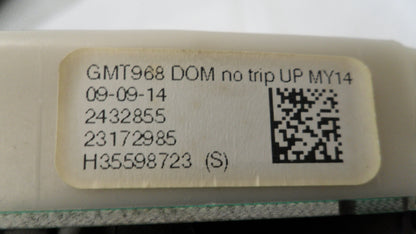 GMT968 DOM no trip UP MY14
09-09-14
2432855
23172985
H35598723 (S)